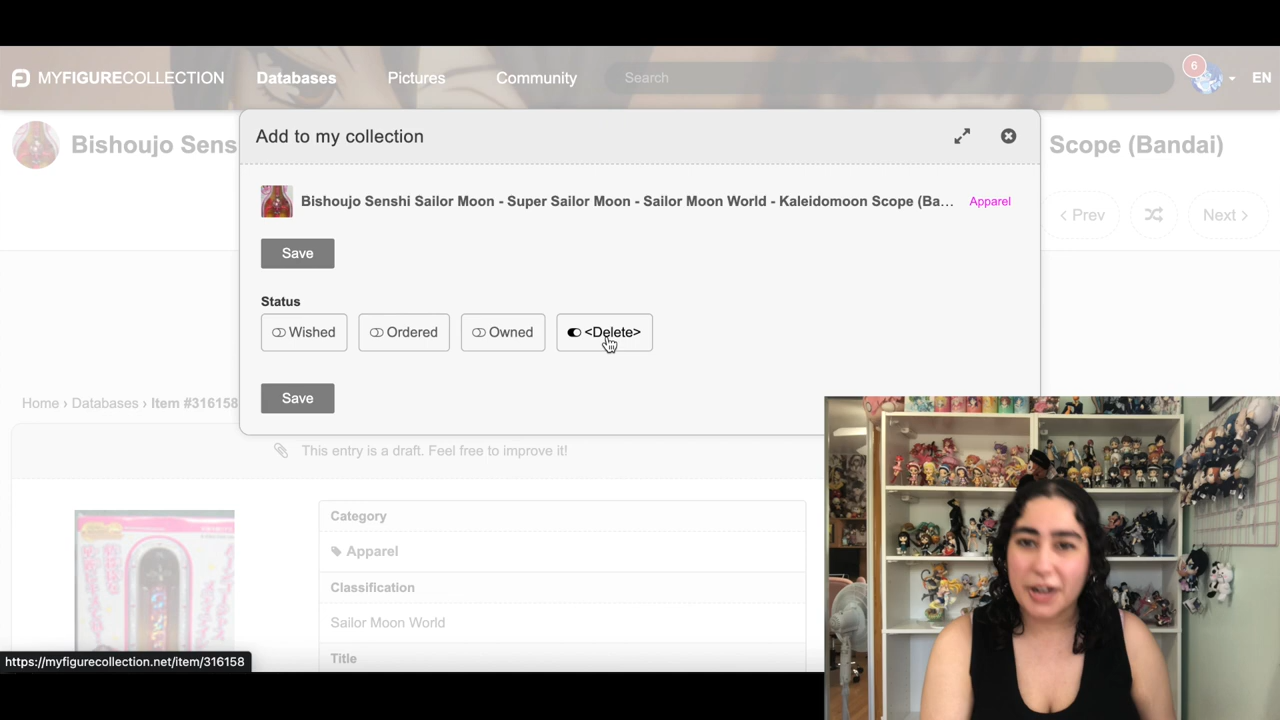 MYFIGURECOLLECTION
Databases
Pictures
Community
Search
6
EN
Bishoujo Sens
Scope (Bandai)
Add to my collection
Bishoujo Senshi Sailor Moon - Super Sailor Moon - Sailor Moon World - Kaleidomoon Scope (Ba...
Apparel
< Prev
Next >
Save
Status
Wished
Ordered
Owned
<Delete>
Save
Home › Databases › Item #316158
This entry is a draft. Feel free to improve it!
Category
Apparel
Classification
Sailor Moon World
Title
https://myfigurecollection.net/item/316158